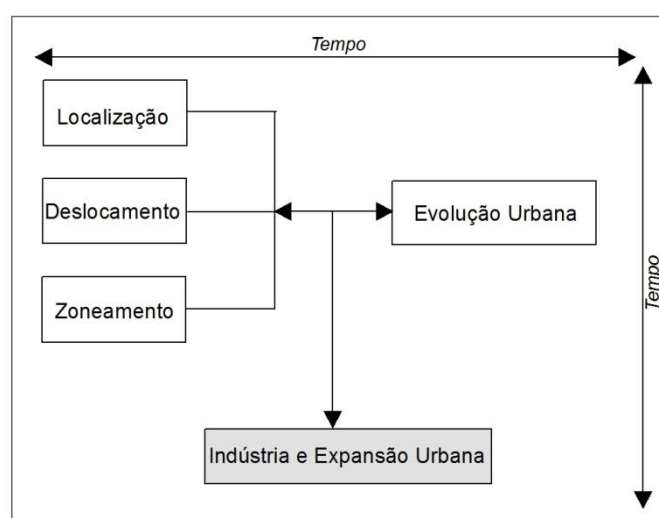 Tempo
Localização
Deslocamento
Evolução Urbana
Zoneamento
Tempo
Indústria e Expansão Urbana